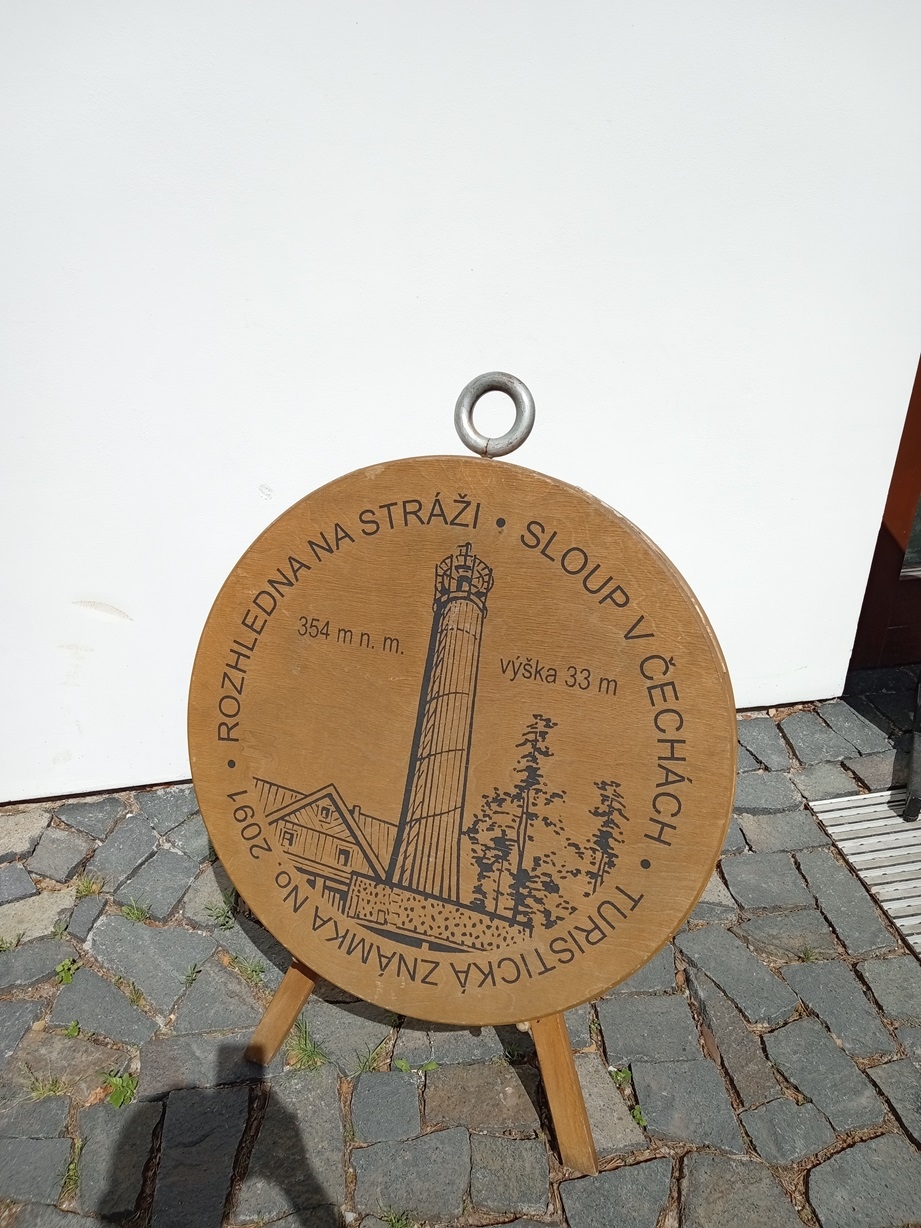 ROZHLEDNA NA STRÁŽI • SLOUP V ČECHÁCH • TURISTICKÁ ZNÁMKA NO. 2091 •
354 m n. m.
výška 33 m